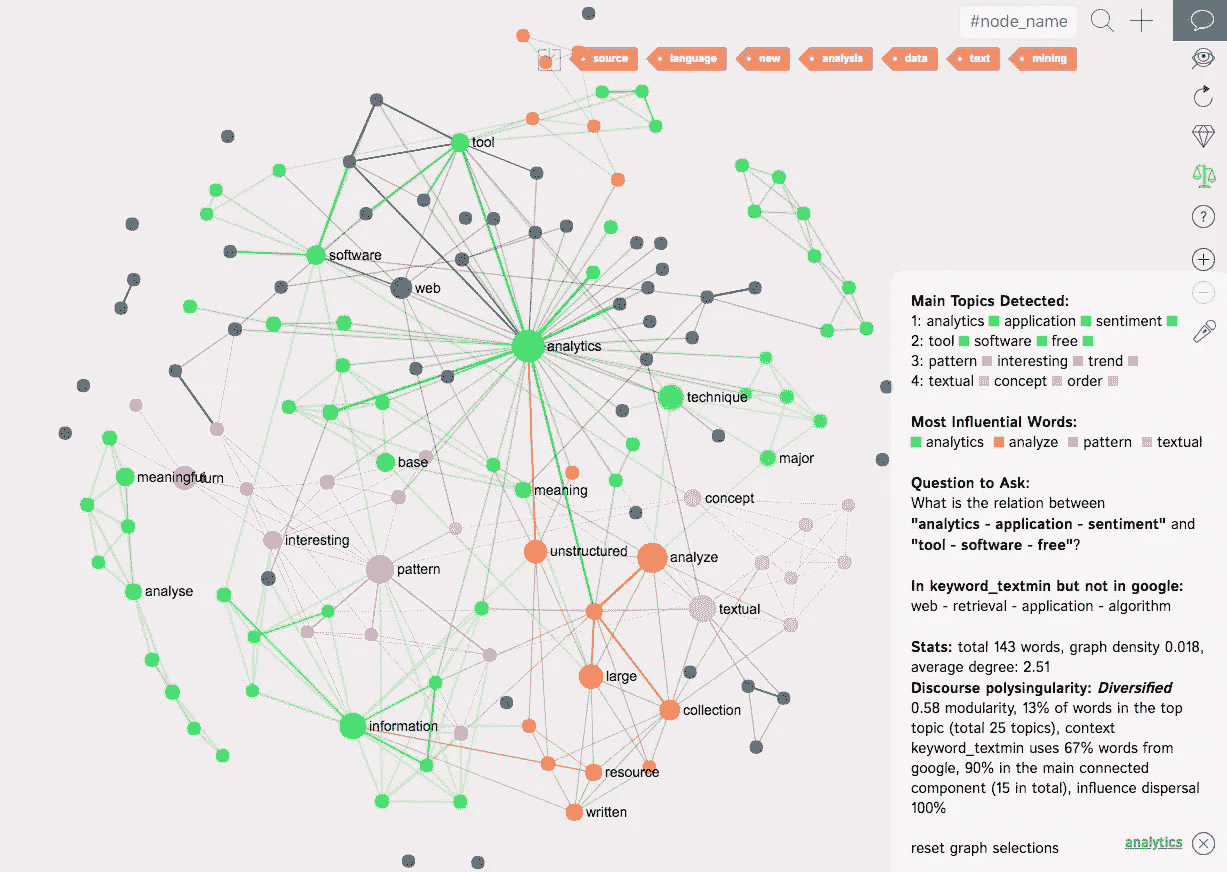 #node_name
source language new analysis data text mining
tool
software
web
analytics
technique
base
major
meaningful
meaning
concept
interesting
unstructured
analyze
pattern
analyse
textual
large
collection
information
resource
written
?
Main Topics Detected:
1: analytics application sentiment
2: tool software free
3: pattern interesting trend
4: textual concept order
Most Influential Words:
analytics analyze pattern textual
Question to Ask:
What is the relation between
"analytics - application - sentiment" and
"tool - software - free"?
In keyword_textmin but not in google:
web - retrieval - application - algorithm
Stats: total 143 words, graph density 0.018,
average degree: 2.51
Discourse polysingularity: Diversified
0.58 modularity, 13% of words in the top
topic (total 25 topics), context
keyword_textmin uses 67% words from
google, 90% in the main connected
component (15 in total), influence dispersal
100%
reset graph selections
analytics